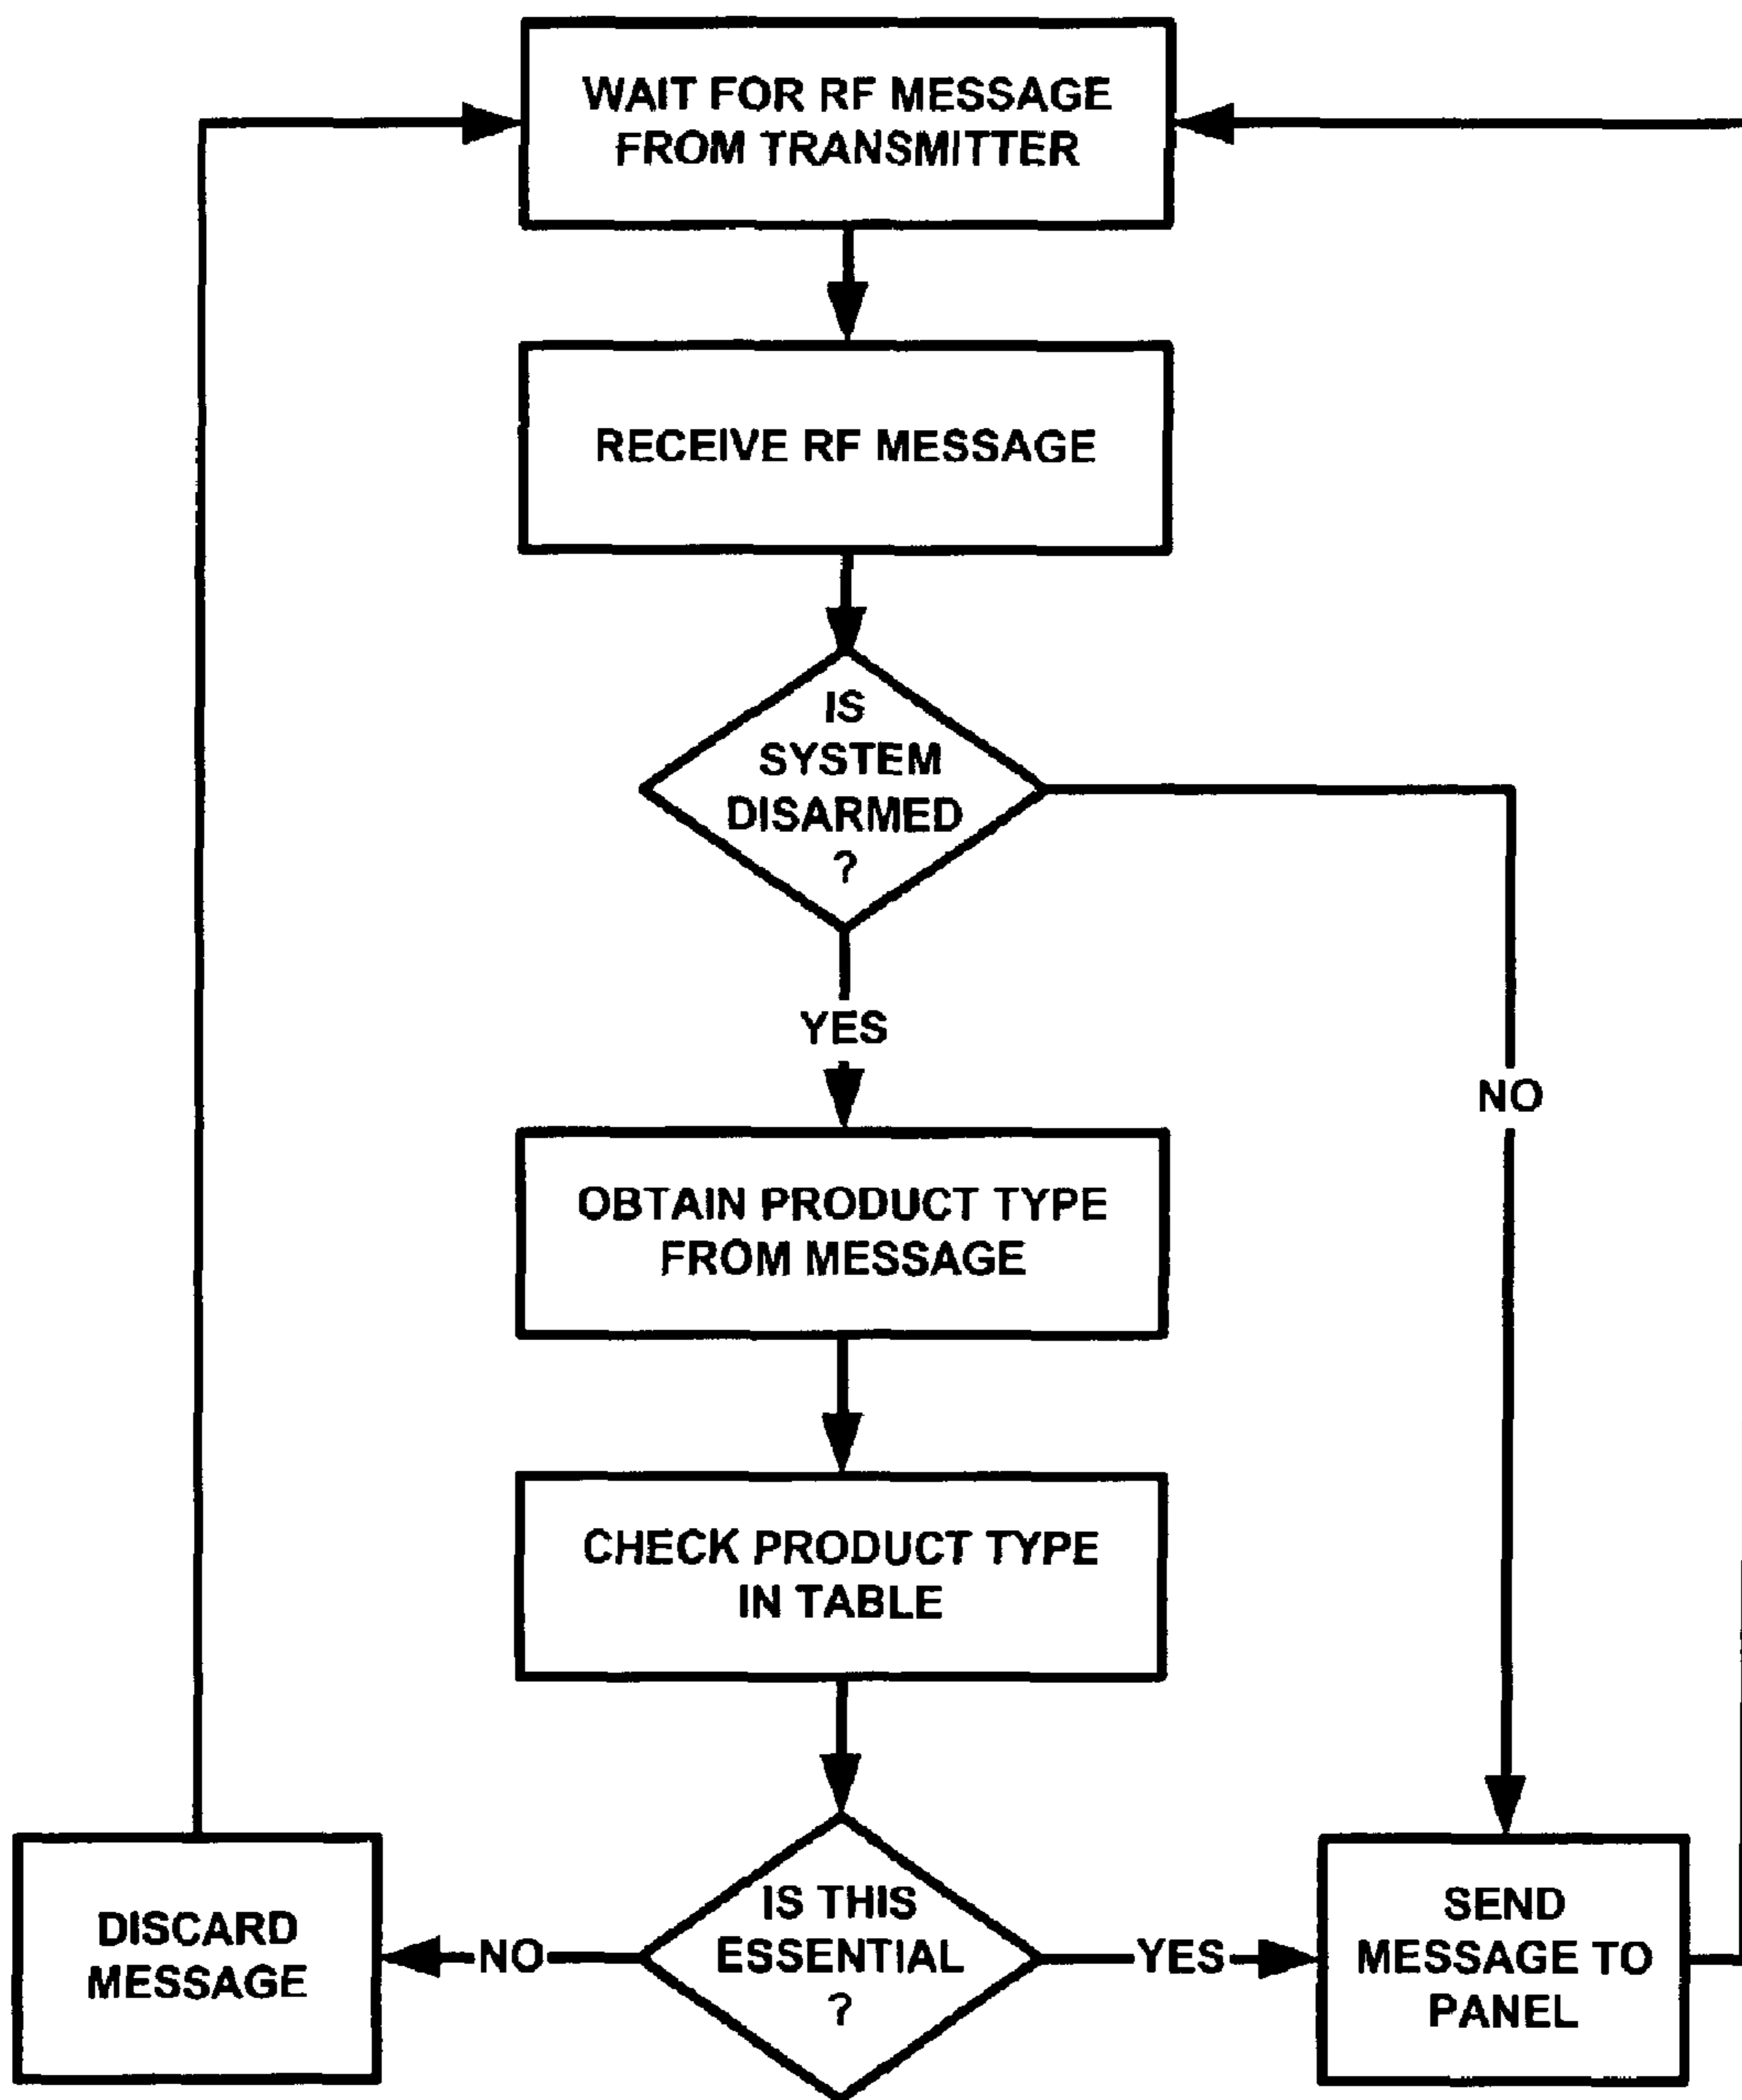 WAIT FOR RF MESSAGE
FROM TRANSMITTER
RECEIVE RF MESSAGE
IS
SYSTEM
DISARMED
?
YES
NO
OBTAIN PRODUCT TYPE
FROM MESSAGE
CHECK PRODUCT TYPE
IN TABLE
DISCARD
MESSAGE
NO
IS THIS
ESSENTIAL
?
YES
SEND
MESSAGE TO
PANEL